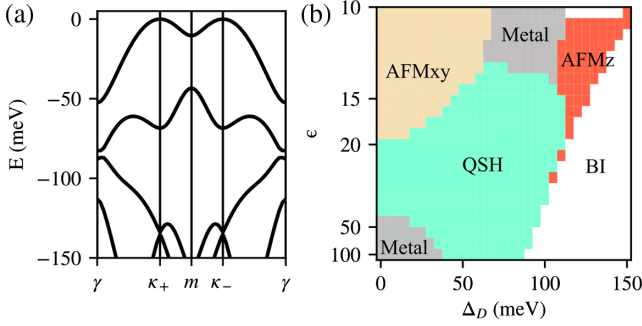 (a)
E (meV)
0
−50
−100
−150
γ
κ+
m
κ−
γ
(b)
ϵ
10
15
20
50
100
AFMxy
Metal
AFMz
QSH
BI
Metal
0
50
100
150
Δ_D (meV)